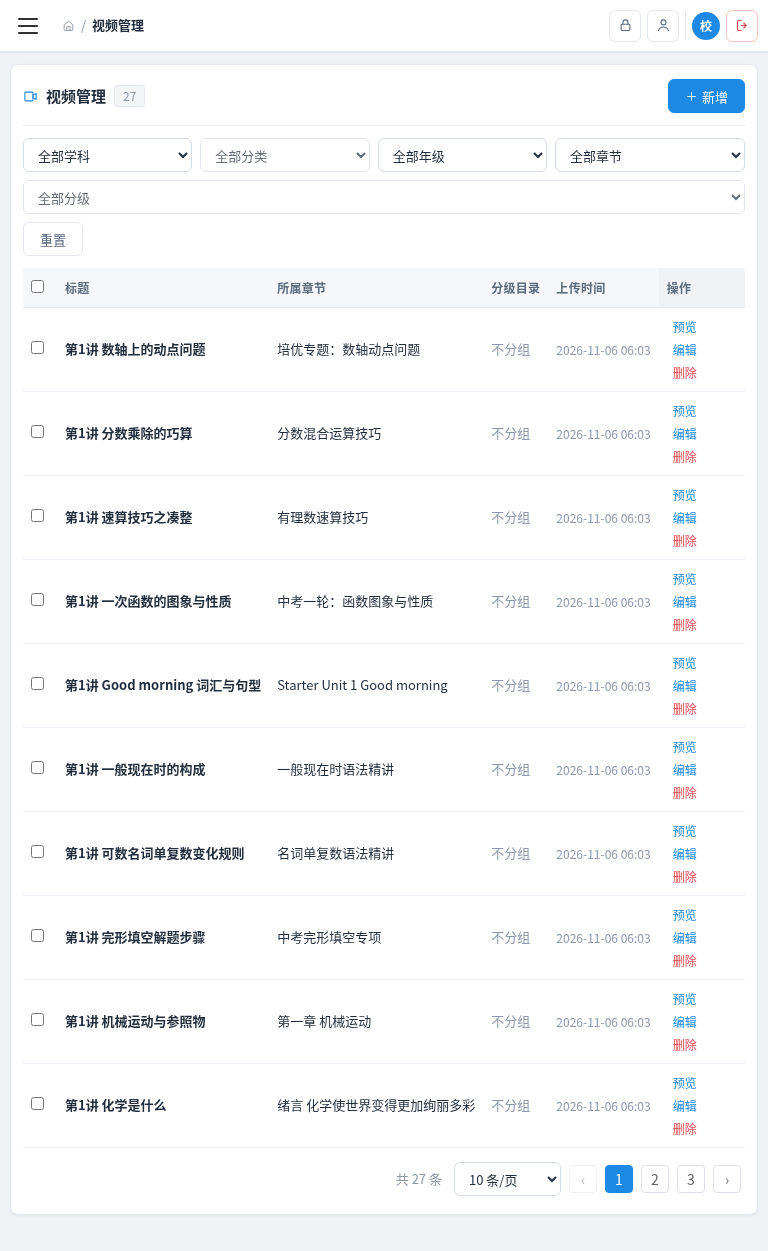 / 视频管理
校
视频管理 27
+ 新增
全部学科 全部分类 全部年级 全部章节
全部分级
重置
标题 所属章节 分级目录 上传时间 操作
第1讲 数轴上的动点问题 培优专题：数轴动点问题 不分组 2026-11-06 06:03 预览 编辑 删除
第1讲 分数乘除的巧算 分数混合运算技巧 不分组 2026-11-06 06:03 预览 编辑 删除
第1讲 速算技巧之凑整 有理数速算技巧 不分组 2026-11-06 06:03 预览 编辑 删除
第1讲 一次函数的图象与性质 中考一轮：函数图象与性质 不分组 2026-11-06 06:03 预览 编辑 删除
第1讲 Good morning 词汇与句型 Starter Unit 1 Good morning 不分组 2026-11-06 06:03 预览 编辑 删除
第1讲 一般现在时的构成 一般现在时语法精讲 不分组 2026-11-06 06:03 预览 编辑 删除
第1讲 可数名词单复数变化规则 名词单复数语法精讲 不分组 2026-11-06 06:03 预览 编辑 删除
第1讲 完形填空解题步骤 中考完形填空专项 不分组 2026-11-06 06:03 预览 编辑 删除
第1讲 机械运动与参照物 第一章 机械运动 不分组 2026-11-06 06:03 预览 编辑 删除
第1讲 化学是什么 绪言 化学使世界变得更加绚丽多彩 不分组 2026-11-06 06:03 预览 编辑 删除
共 27 条 10 条/页 ‹ 1 2 3 ›